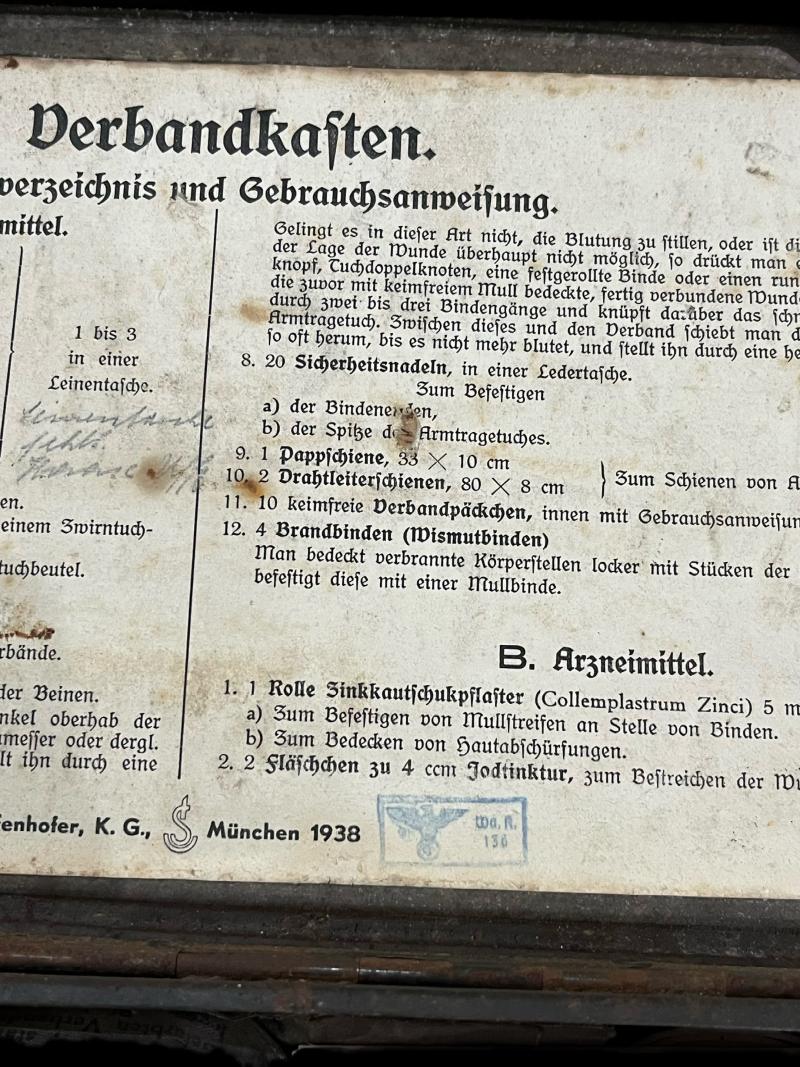 Verbandkasten.
verzeichnis und Gebrauchsanweisung.
mittel.
1 bis 3
in einer
Leinentasche.
Leinentasche
fehlt.
en.
einem Zwirntuch-
tuchbeutel.
rbände.
der Beinen.
nkel oberhab der
messer oder dergl.
lt ihn durch eine
Gelingt es in dieser Art nicht, die Blutung zu stillen, oder ist di
der Lage der Wunde überhaupt nicht möglich, so drückt man e
knopf, Tuchdoppelknoten, eine festgerollte Binde oder einen run
die zuvor mit keimfreiem Mull bedeckte, fertig verbundene Wund
durch zwei bis drei Bindengänge und knüpft darüber das sch
Armtragetuch. Zwischen dieses und den Verband schiebt man d
so oft herum, bis es nicht mehr blutet, und stellt ihn durch eine he
8. 20 Sicherheitsnadeln, in einer Ledertasche.
Zum Befestigen
a) der Bindenenden,
b) der Spitze des Armtragetuches.
9. 1 Pappschiene, 33 × 10 cm
10. 2 Drahtleiterschienen, 80 × 8 cm } Zum Schienen von A
11. 10 keimfreie Verbandpäckchen, innen mit Gebrauchsanweisun
12. 4 Brandbinden (Wismutbinden)
Man bedeckt verbrannte Körperstellen locker mit Stücken der
befestigt diese mit einer Mullbinde.
B. Arzneimittel.
1. 1 Rolle Zinkkautschukpflaster (Collemplastrum Zinci) 5 m
a) Zum Befestigen von Mullstreifen an Stelle von Binden.
b) Zum Bedecken von Hautabschürfungen.
2. 2 Fläschchen zu 4 ccm Jodtinktur, zum Bestreichen der Wu
fenhofer, K. G., München 1938
Wa. A.
136